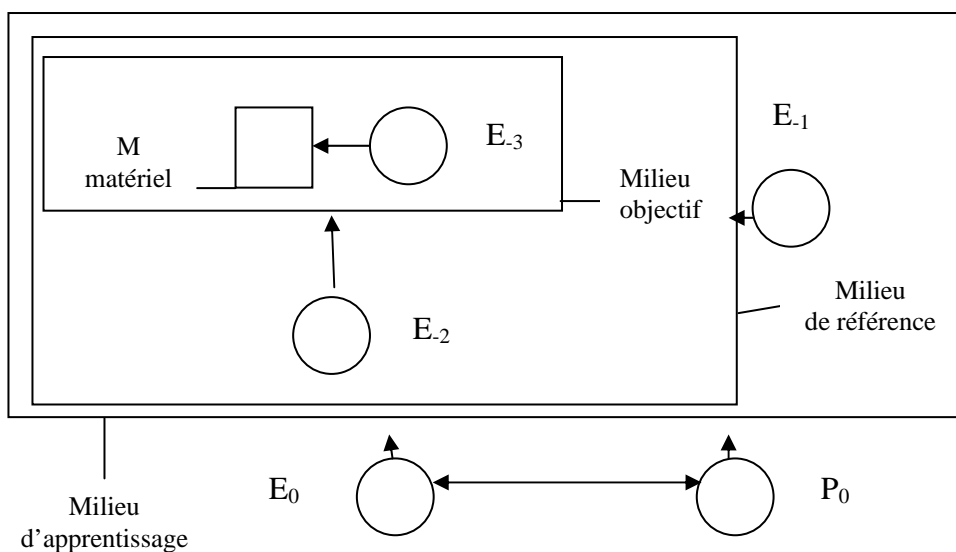 E-1
M
matériel
E-3
Milieu
objectif
Milieu
de référence
E-2
E0
P0
Milieu
d'apprentissage